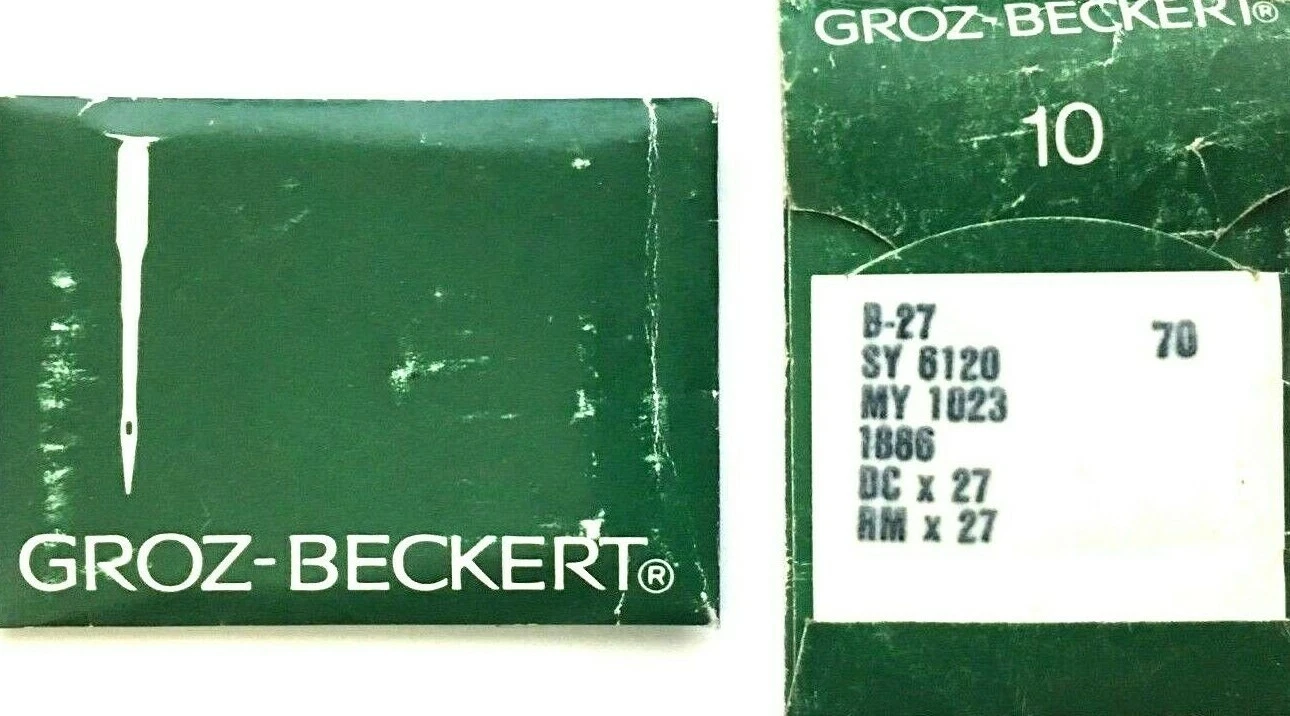 GROZ-BECKERT®
GROZ-BECKERT®
10
B-27 70
SY 6120
MY 1023
1886
DC x 27
RM x 27